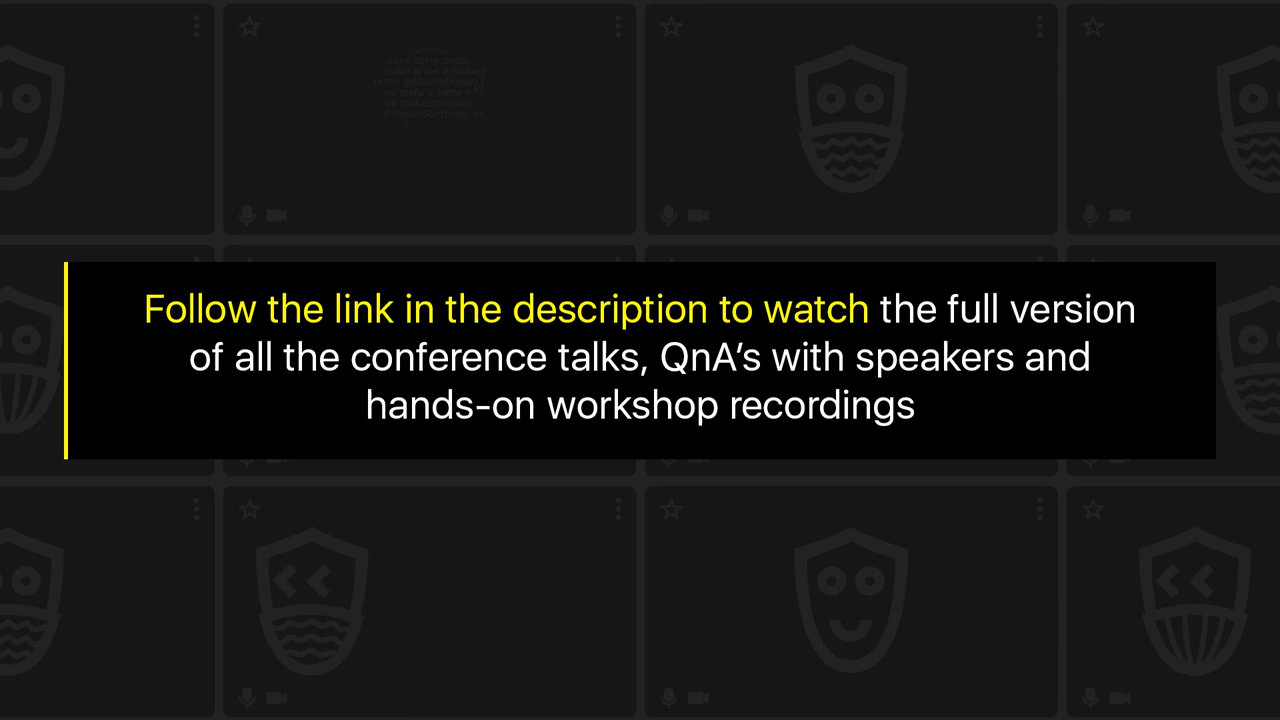 Follow the link in the description to watch the full version
of all the conference talks, QnA’s with speakers and
hands-on workshop recordings